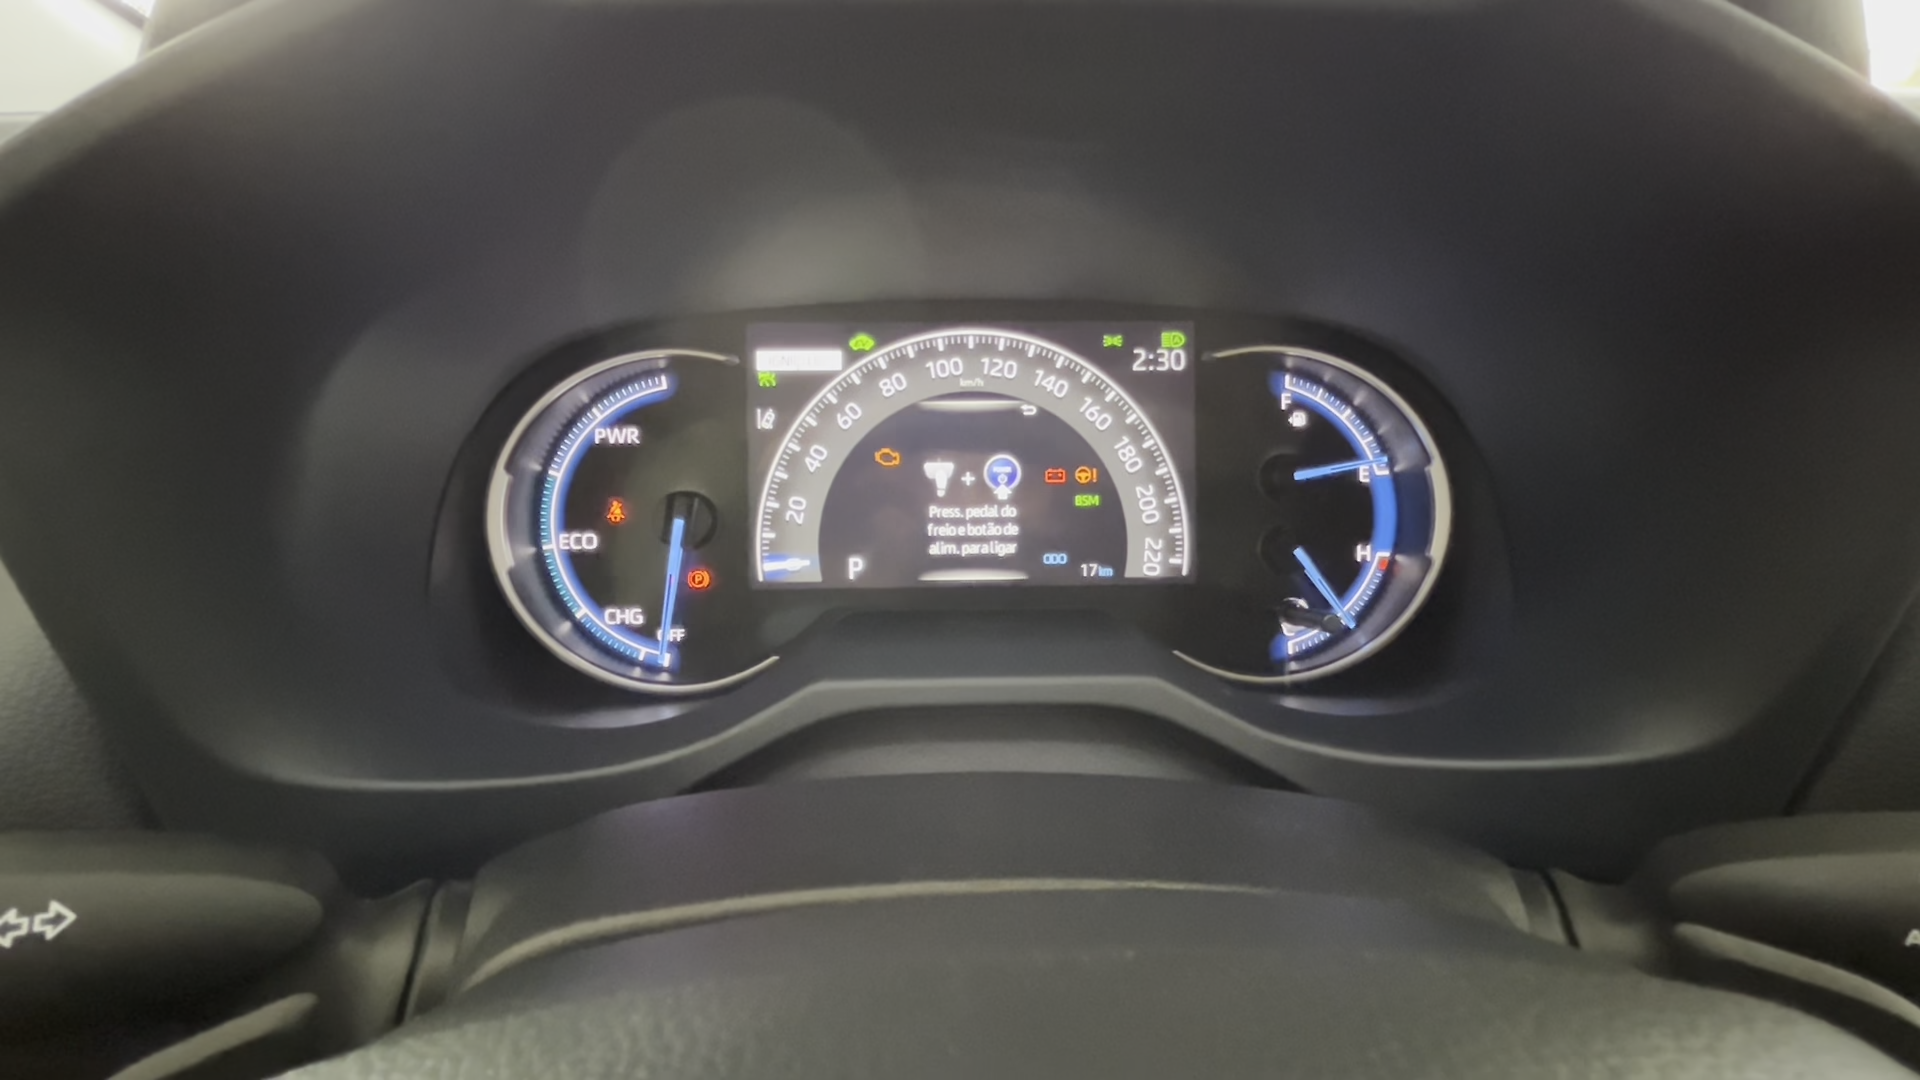 2:30
20
40
60
80
100
120
140
160
180
200
220
km/h
PWR
ECO
CHG
F
E
H
P
BSM
Press. pedal do
freio e botão de
alim. para ligar
ODO
17 km